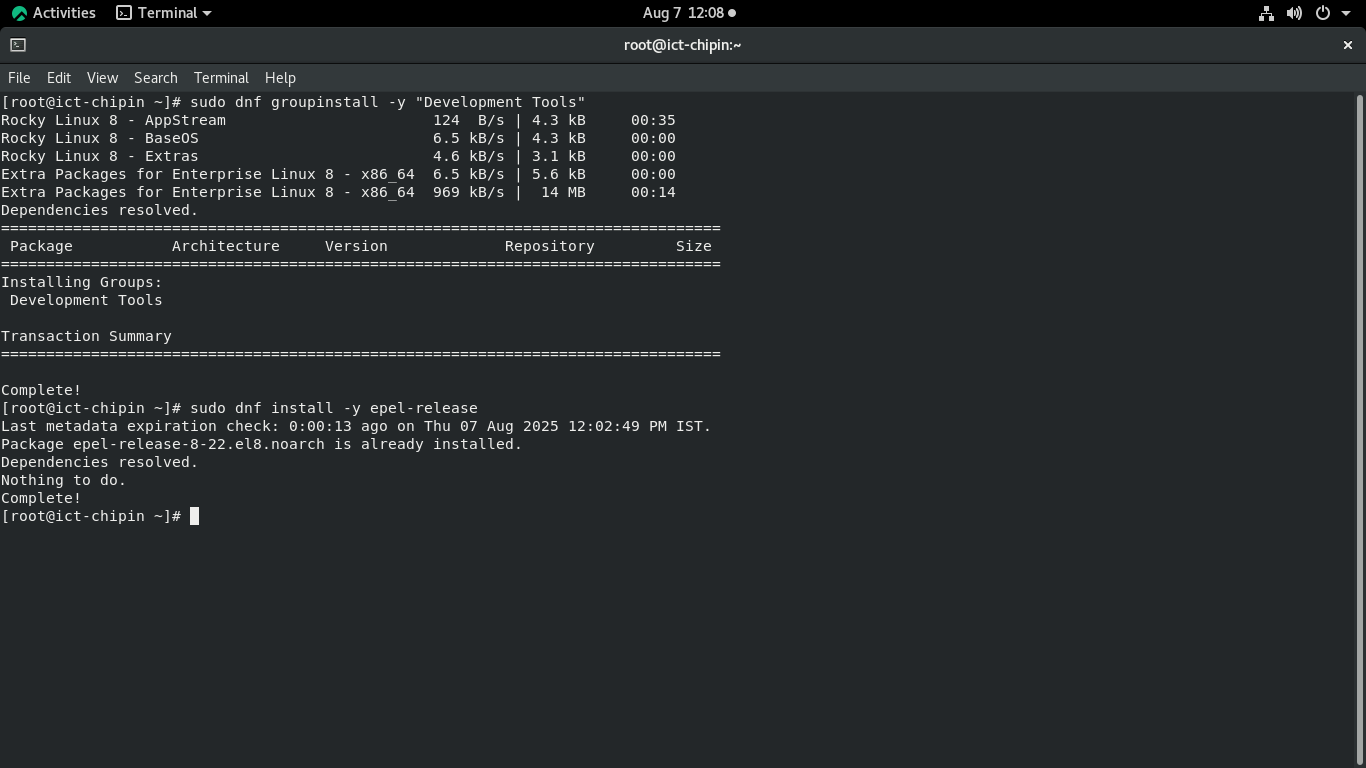 Activities Terminal Aug 7 12:08
root@ict-chipin:~
File Edit View Search Terminal Help
[root@ict-chipin ~]# sudo dnf groupinstall -y "Development Tools"
Rocky Linux 8 - AppStream                       124  B/s | 4.3 kB     00:35
Rocky Linux 8 - BaseOS                          6.5 kB/s | 4.3 kB     00:00
Rocky Linux 8 - Extras                          4.6 kB/s | 3.1 kB     00:00
Extra Packages for Enterprise Linux 8 - x86_64  6.5 kB/s | 5.6 kB     00:00
Extra Packages for Enterprise Linux 8 - x86_64  969 kB/s |  14 MB     00:14
Dependencies resolved.
================================================================================
 Package           Architecture     Version             Repository         Size
================================================================================
Installing Groups:
 Development Tools
Transaction Summary
================================================================================
Complete!
[root@ict-chipin ~]# sudo dnf install -y epel-release
Last metadata expiration check: 0:00:13 ago on Thu 07 Aug 2025 12:02:49 PM IST.
Package epel-release-8-22.el8.noarch is already installed.
Dependencies resolved.
Nothing to do.
Complete!
[root@ict-chipin ~]#